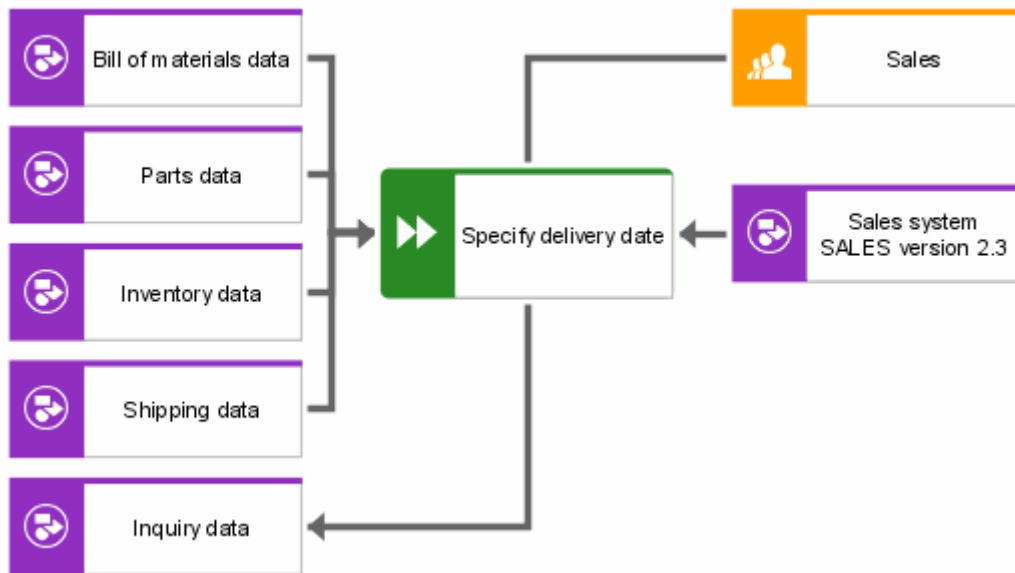 Bill of materials data
Sales
Parts data
Specify delivery date
Sales system
SALES version 2.3
Inventory data
Shipping data
Inquiry data